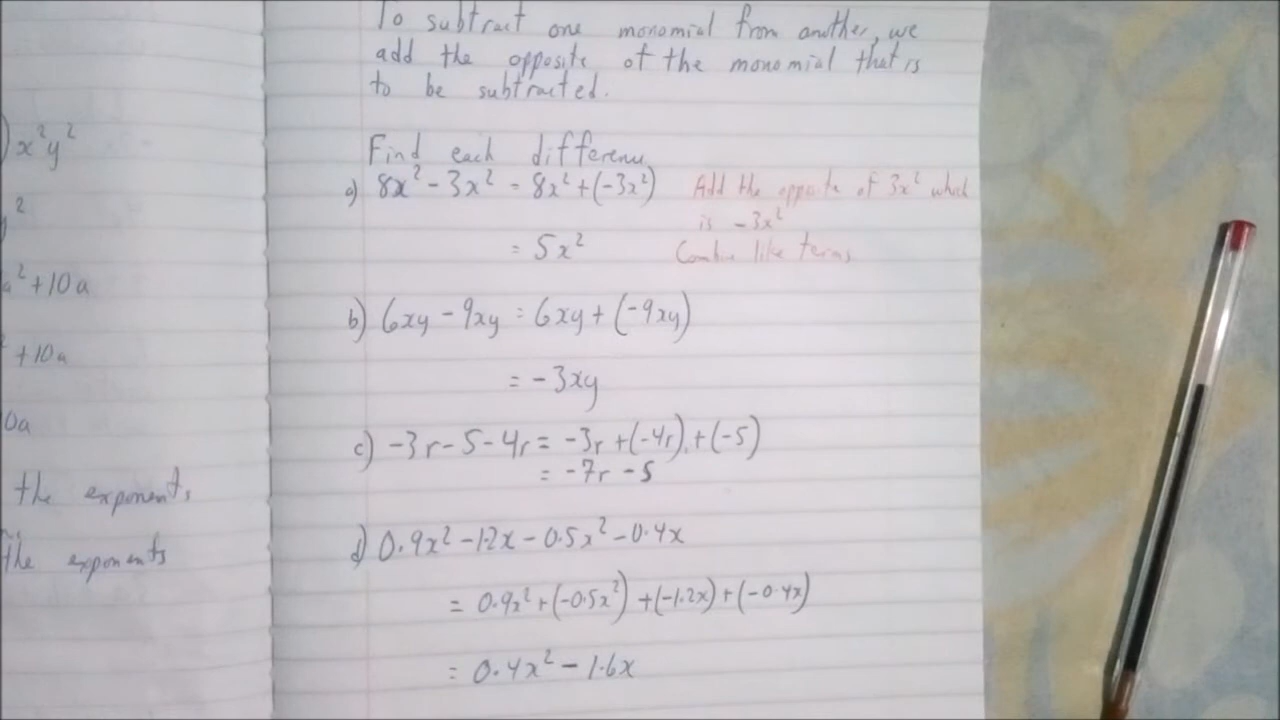 x²y²
2
a² + 10a
² + 10a
0a
the exponents
the exponents
To subtract one monomial from another, we
add the opposite of the monomial that is
to be subtracted.
Find each difference
a) 8x² - 3x² = 8x² + (-3x²) Add the opposite of 3x² which
is -3x²
= 5x² Combine like terms
b) 6xy - 9xy = 6xy + (-9xy)
= -3xy
c) -3r - 5 - 4r = -3r + (-4r) + (-5)
= -7r - 5
d) 0.9x² - 1.2x - 0.5x² - 0.4x
= 0.9x² + (-0.5x²) + (-1.2x) + (-0.4x)
= 0.4x² - 1.6x